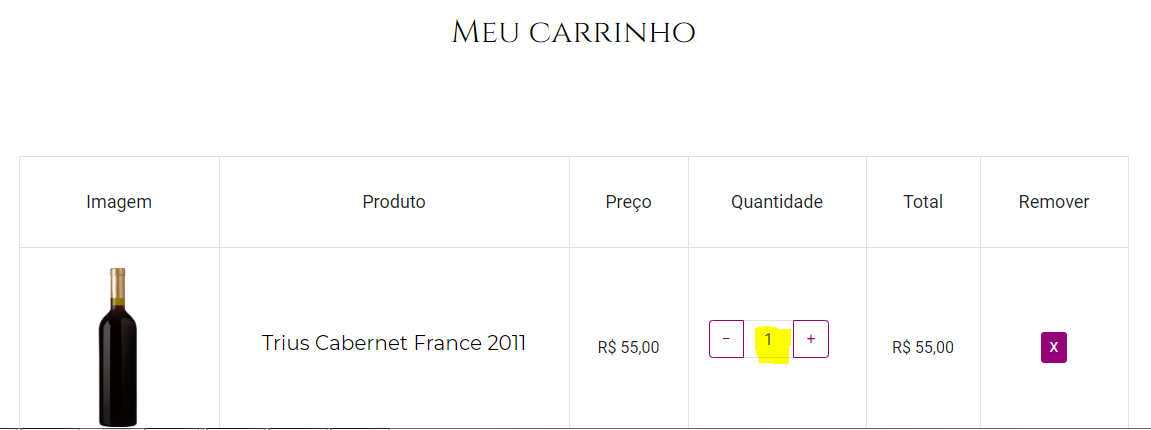 Meu carrinho
Imagem Produto Preço Quantidade Total Remover
Trius Cabernet France 2011 R$ 55,00 − 1 + R$ 55,00 X